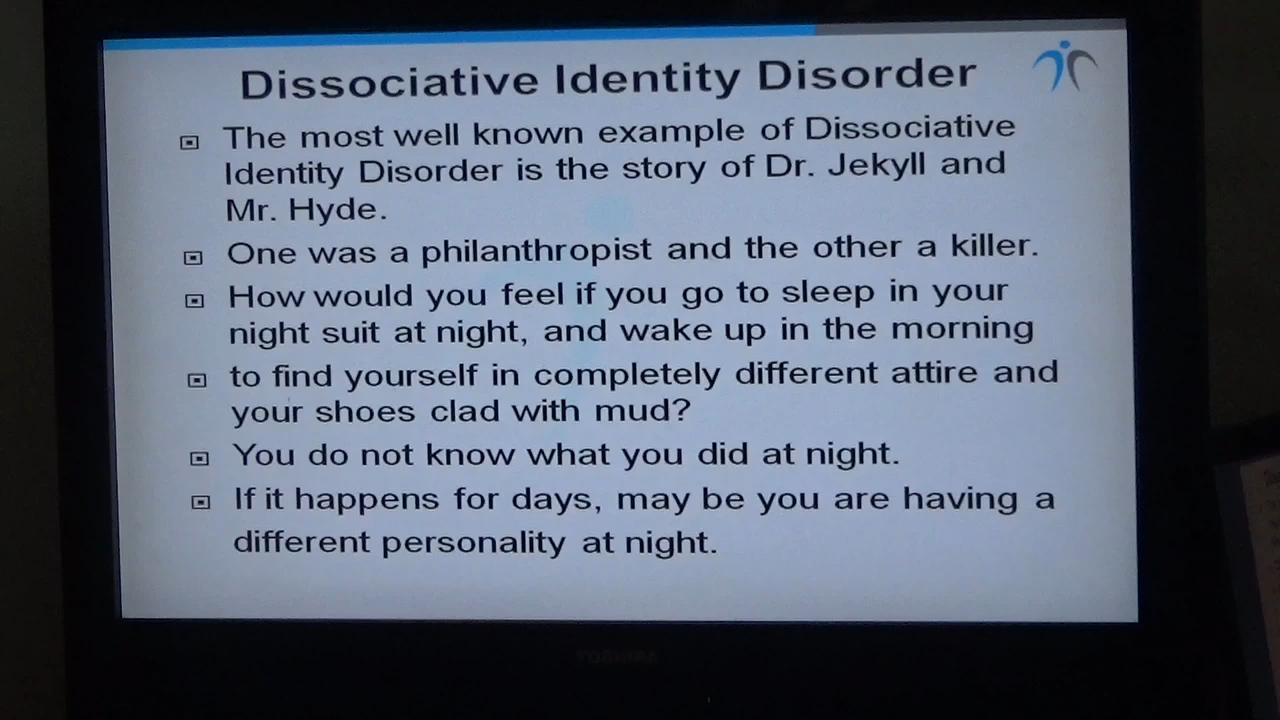 Dissociative Identity Disorder
The most well known example of Dissociative
Identity Disorder is the story of Dr. Jekyll and
Mr. Hyde.
One was a philanthropist and the other a killer.
How would you feel if you go to sleep in your
night suit at night, and wake up in the morning
to find yourself in completely different attire and
your shoes clad with mud?
You do not know what you did at night.
If it happens for days, may be you are having a
different personality at night.
TOSHIBA